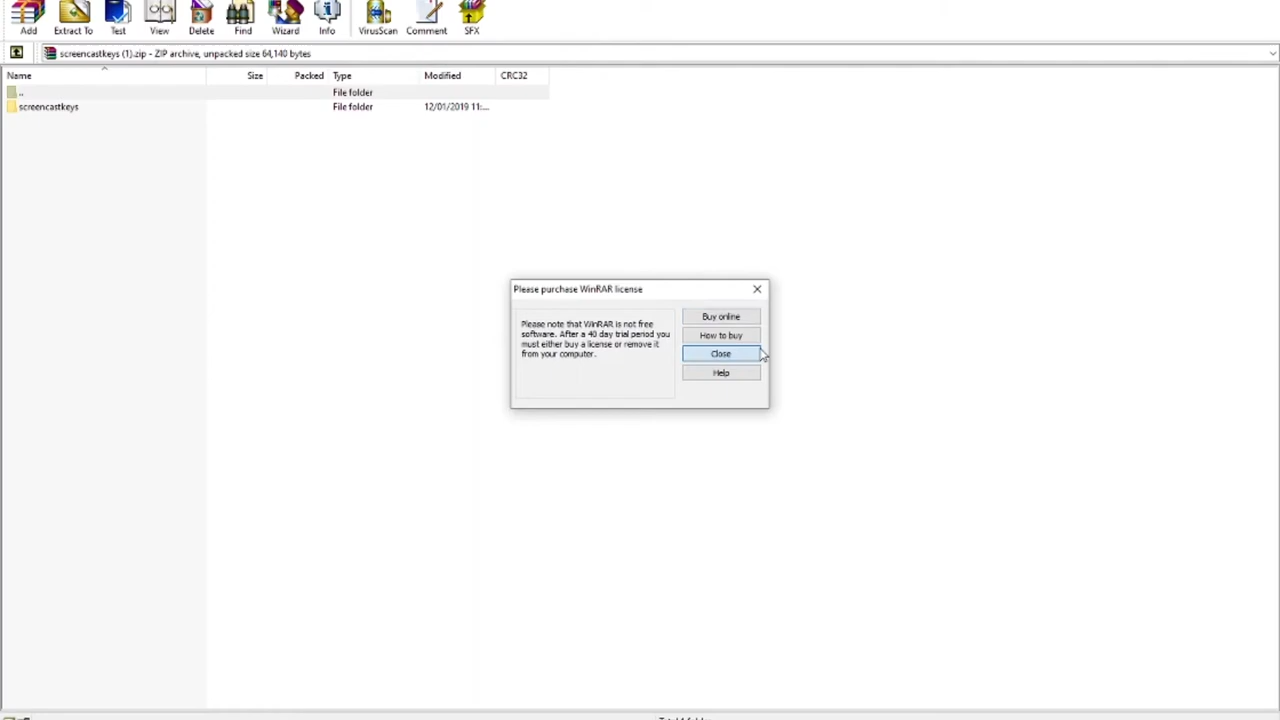 Add Extract To Test View Delete Find Wizard Info VirusScan Comment SFX
screencastkeys (1).zip - ZIP archive, unpacked size 64,140 bytes
Name Size Packed Type Modified CRC32
.. File folder
screencastkeys File folder 12/01/2019 11:...
Please purchase WinRAR license
Please note that WinRAR is not free
software. After a 40 day trial period you
must either buy a license or remove it
from your computer.
Buy online
How to buy
Close
Help